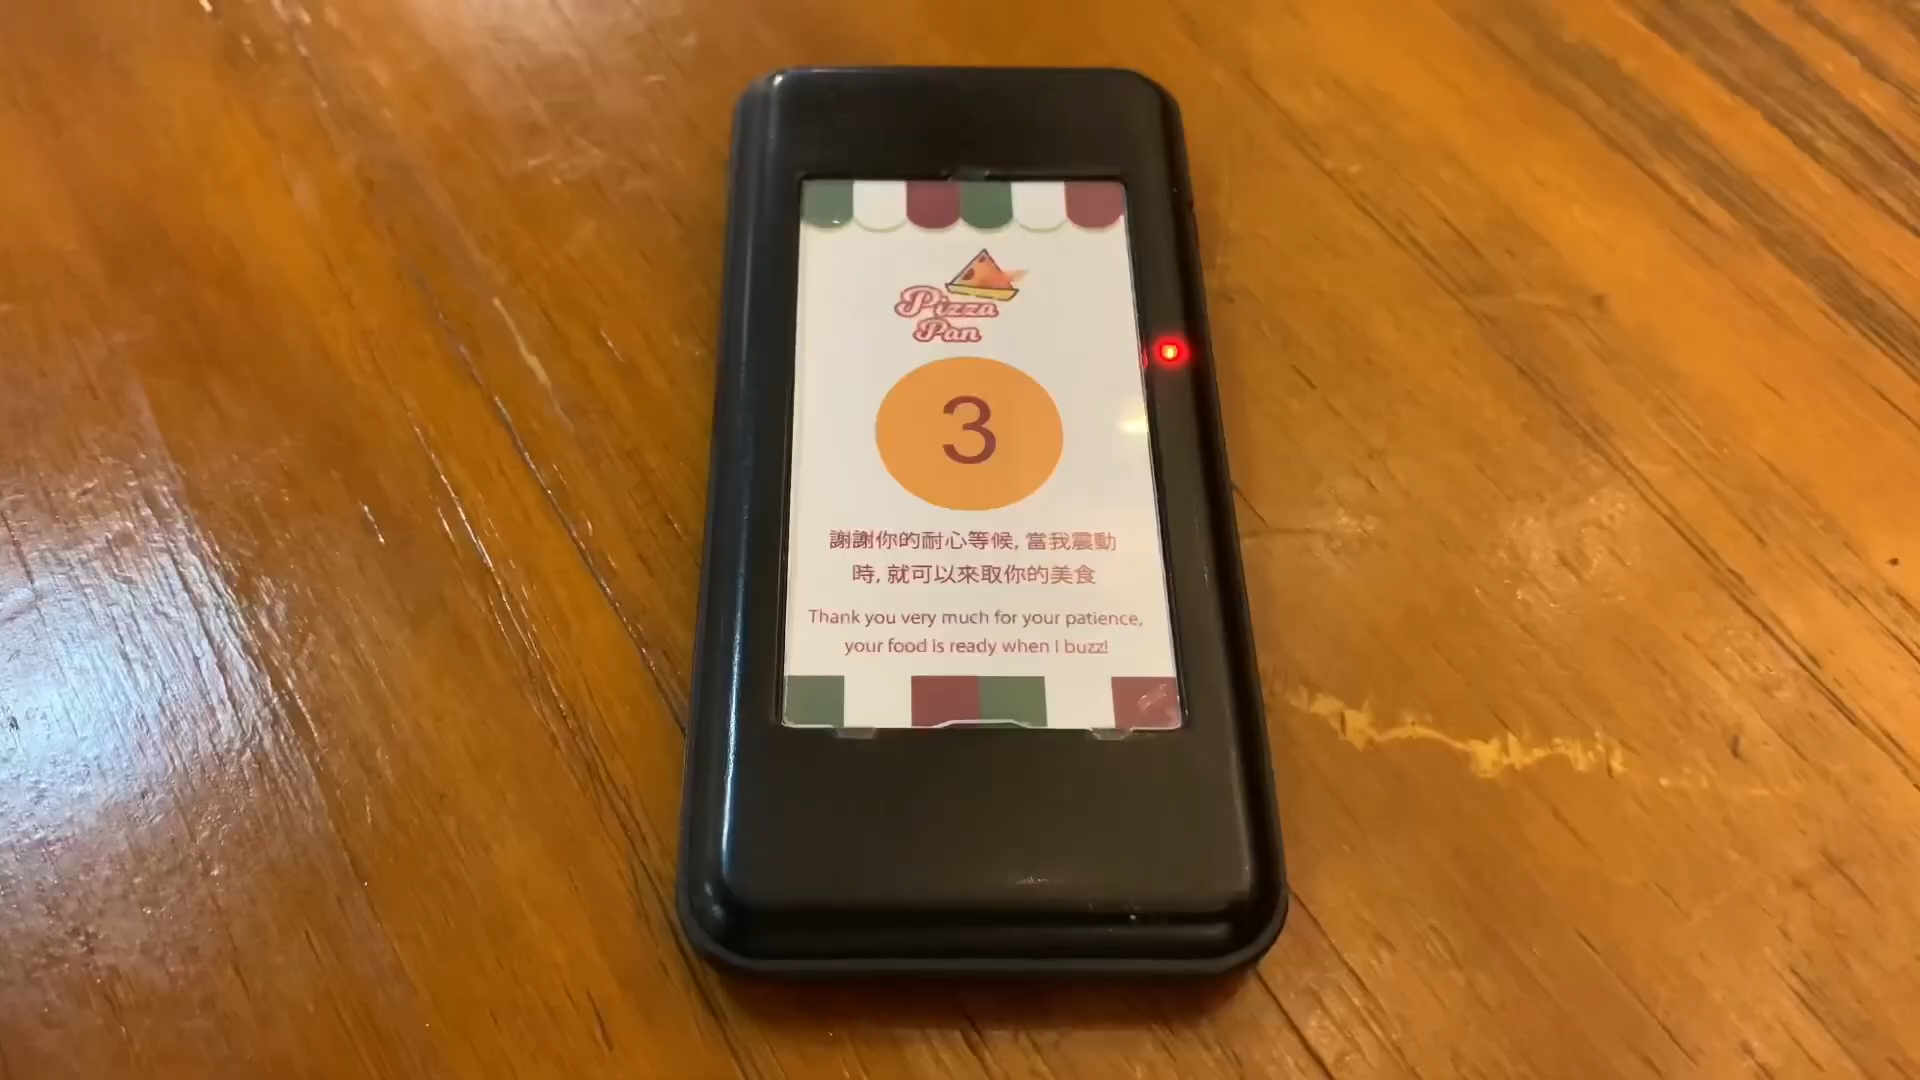 Pizza
Pan
3
謝謝你的耐心等候, 當我震動
時, 就可以來取你的美食
Thank you very much for your patience,
your food is ready when I buzz!